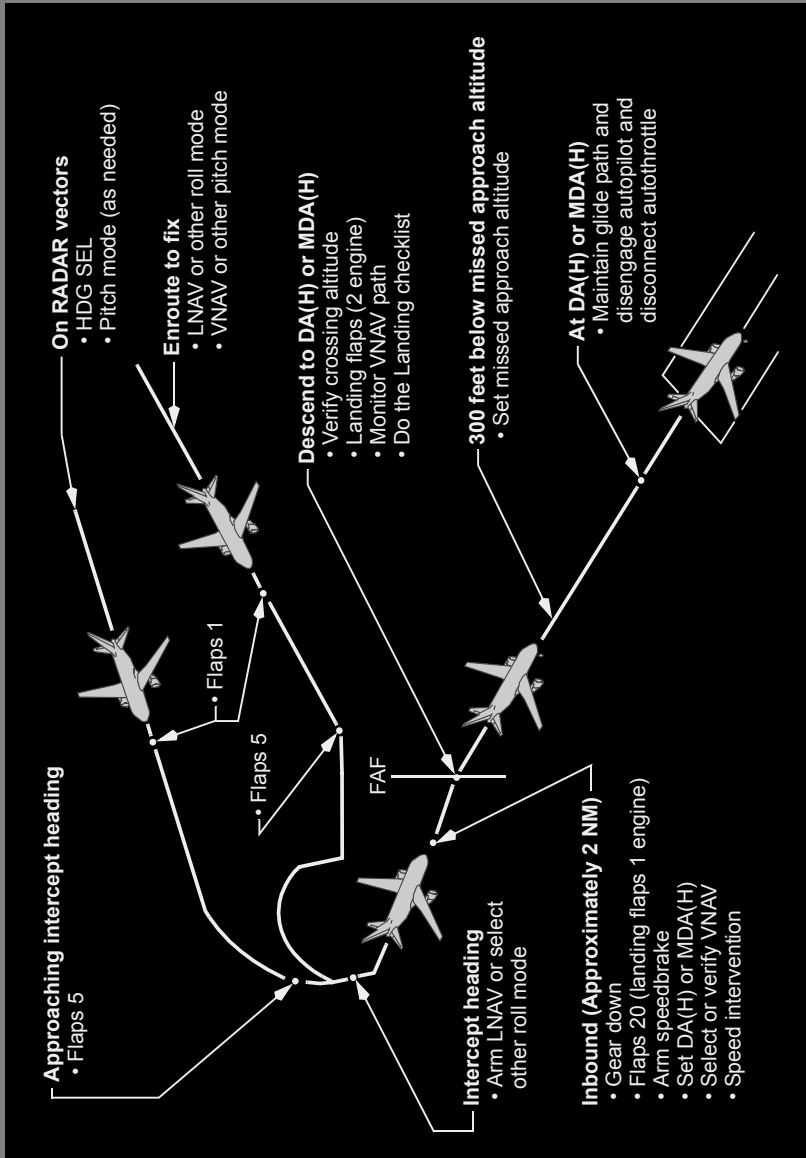 On RADAR vectors
• HDG SEL
• Pitch mode (as needed)
Enroute to fix
• LNAV or other roll mode
• VNAV or other pitch mode
Approaching intercept heading
• Flaps 5
• Flaps 1
• Flaps 5
FAF
Descend to DA(H) or MDA(H)
• Verify crossing altitude
• Landing flaps (2 engine)
• Monitor VNAV path
• Do the Landing checklist
Intercept heading
• Arm LNAV or select
other roll mode
300 feet below missed approach altitude
• Set missed approach altitude
Inbound (Approximately 2 NM)
• Gear down
• Flaps 20 (landing flaps 1 engine)
• Arm speedbrake
• Set DA(H) or MDA(H)
• Select or verify VNAV
• Speed intervention
At DA(H) or MDA(H)
• Maintain glide path and
disengage autopilot and
disconnect autothrottle